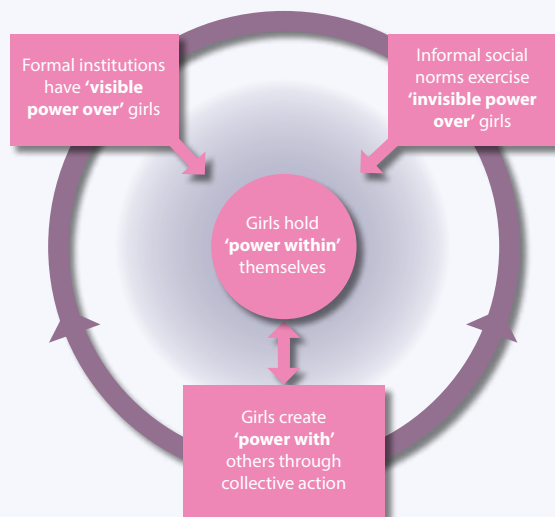 Formal institutions
have ‘visible
power over’ girls
Informal social
norms exercise
‘invisible power
over’ girls
Girls hold
‘power within’
themselves
Girls create
‘power with’
others through
collective action